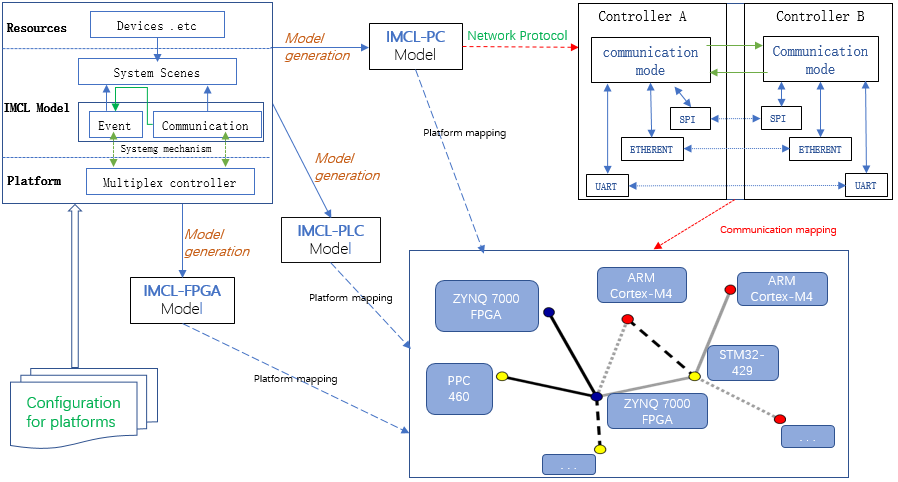 Resources
Devices .etc
System Scenes
IMCL Model
Event
Communication
Systemg mechanism
Platform
Multiplex controller
Model
generation
IMCL-PC
Model
Network Protocol
Controller A
Controller B
communication
mode
Communication
mode
SPI
SPI
ETHERENT
ETHERENT
UART
UART
Platform mapping
Model
generation
IMCL-PLC
Model
Model
generation
IMCL-FPGA
Model
Platform mapping
Platform mapping
Communication mapping
Configuration
for platforms
ZYNQ 7000
FPGA
ARM
Cortex-M4
ARM
Cortex-M4
PPC
460
STM32-
429
ZYNQ 7000
FPGA
...
...